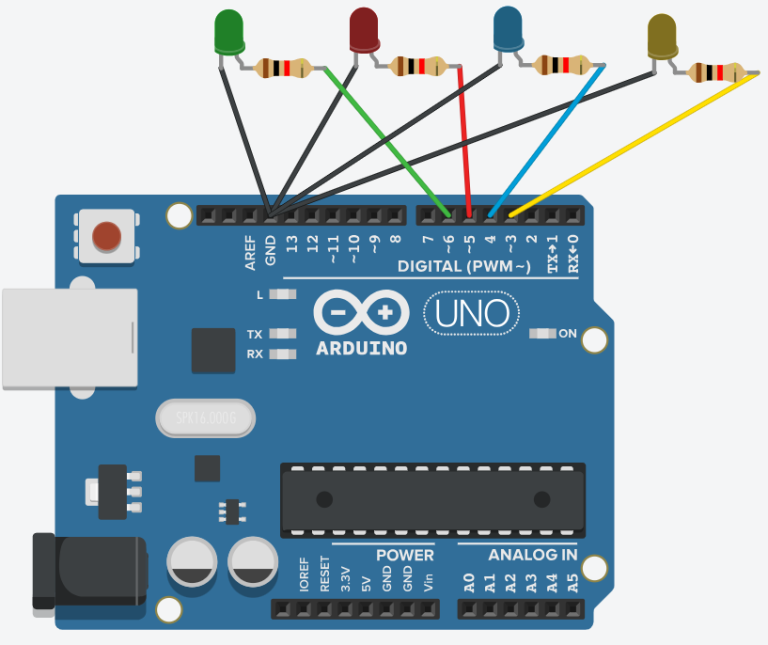 AREF
GND
13
12
~11
~10
~9
8
7
~6
~5
4
~3
2
TX→1
RX←0
DIGITAL (PWM~)
L
TX
RX
UNO
ON
ARDUINO
SPK16.000G
POWER
ANALOG IN
IOREF
RESET
3.3V
5V
GND
GND
Vin
A0
A1
A2
A3
A4
A5